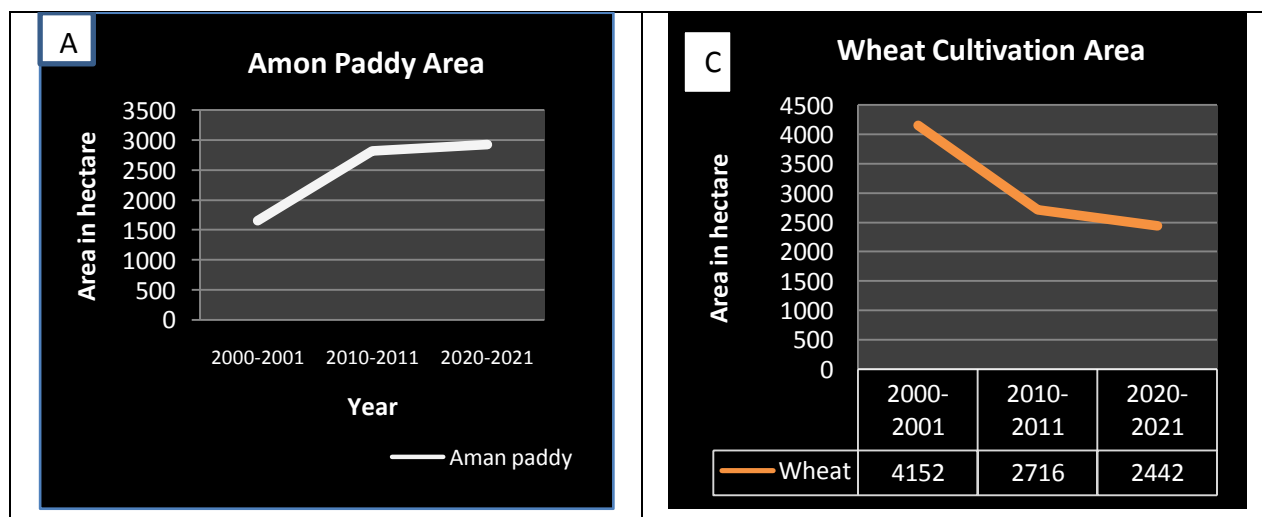 A
Amon Paddy Area
Area in hectare
3500
3000
2500
2000
1500
1000
500
0
2000-2001 2010-2011 2020-2021
Year
Aman paddy
C
Wheat Cultivation Area
Area in hectare
4500
4000
3500
3000
2500
2000
1500
1000
500
0
2000- 2010- 2020-
2001 2011 2021
Wheat 4152 2716 2442